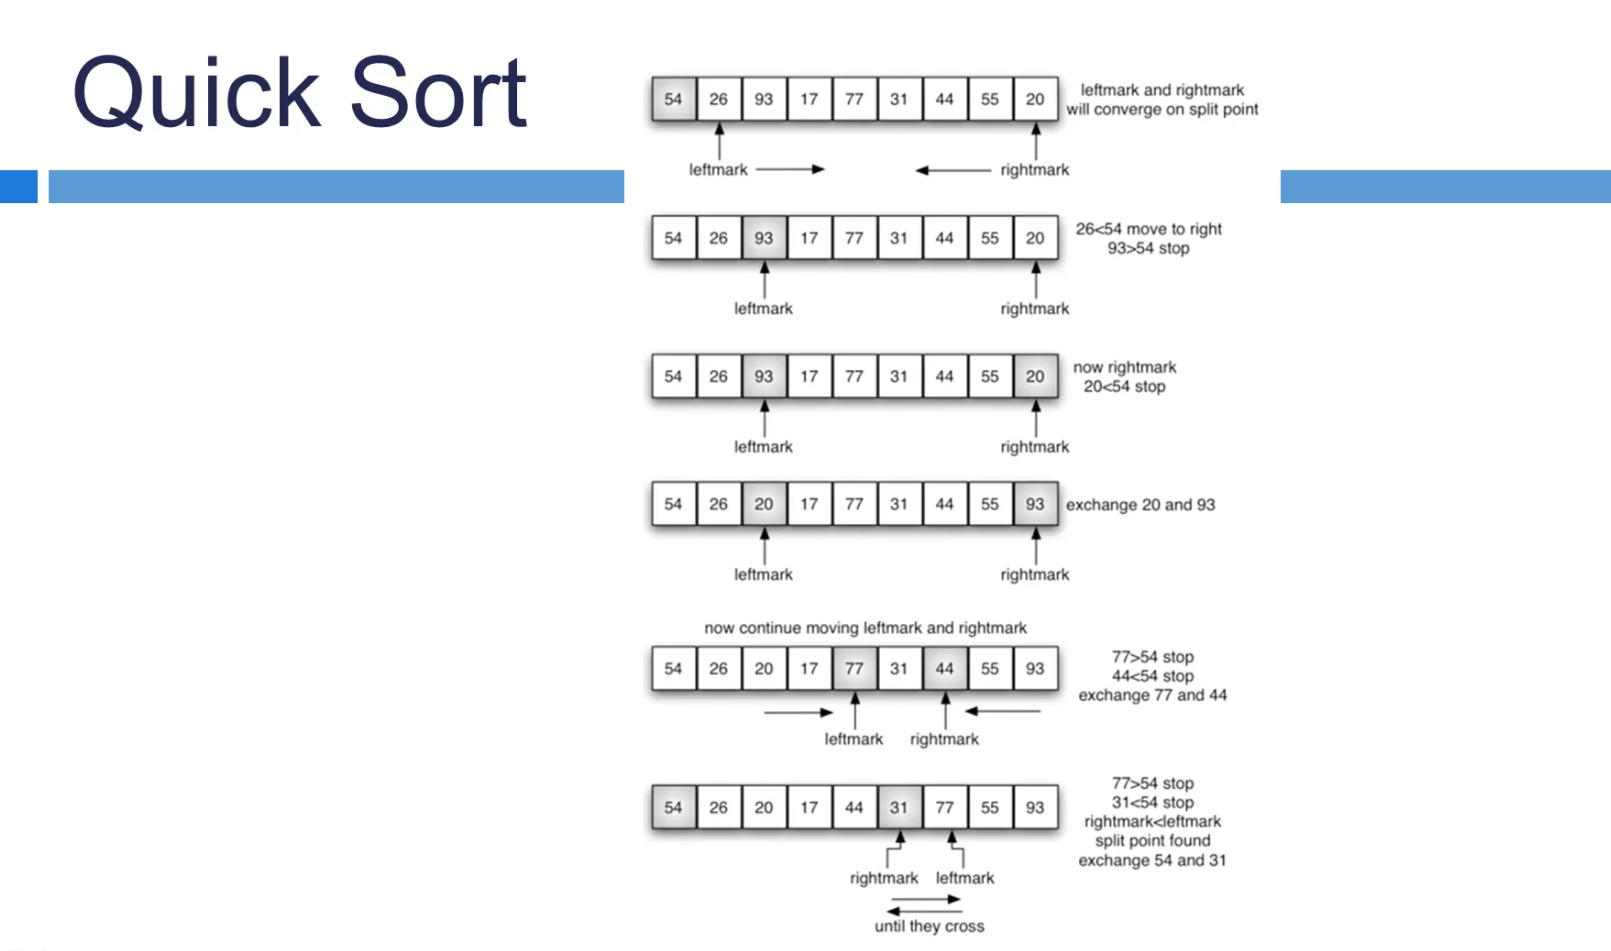 Quick Sort
54 26 93 17 77 31 44 55 20
leftmark and rightmark
will converge on split point
leftmark
rightmark
54 26 93 17 77 31 44 55 20
26<54 move to right
93>54 stop
leftmark
rightmark
54 26 93 17 77 31 44 55 20
now rightmark
20<54 stop
leftmark
rightmark
54 26 20 17 77 31 44 55 93
exchange 20 and 93
leftmark
rightmark
now continue moving leftmark and rightmark
54 26 20 17 77 31 44 55 93
77>54 stop
44<54 stop
exchange 77 and 44
leftmark
rightmark
54 26 20 17 44 31 77 55 93
77>54 stop
31<54 stop
rightmark<leftmark
split point found
exchange 54 and 31
rightmark
leftmark
until they cross